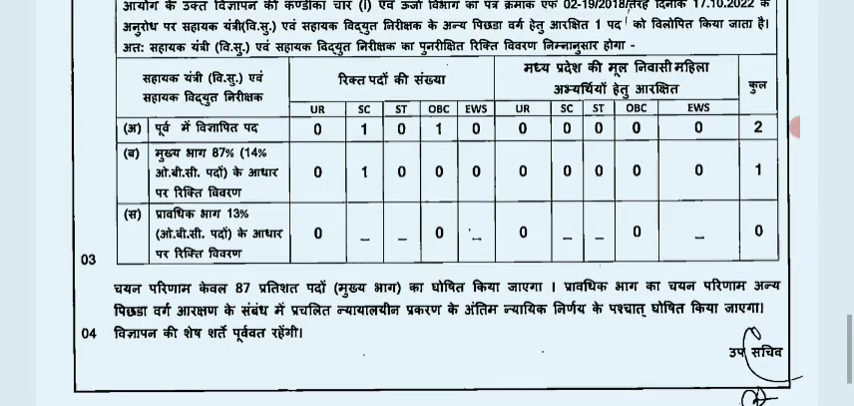 आयोग के उक्त विज्ञापन की कण्डीका चार (I) एवं ऊर्जा विभाग का पत्र क्रमांक एफ 02-19/2018/तेरह दिनांक 17.10.2022 के
अनुरोध पर सहायक यंत्री(वि.सु.) एवं सहायक विद्युत निरीक्षक के अन्य पिछडा वर्ग हेतु आरक्षित 1 पद को विलोपित किया जाता है।
अतः सहायक यंत्री (वि.सु.) एवं सहायक विद्युत निरीक्षक का पुनरीक्षित रिक्ति विवरण निम्नानुसार होगा -
सहायक यंत्री (वि.सु.) एवं सहायक विद्युत निरीक्षक
रिक्त पदों की संख्या
मध्य प्रदेश की मूल निवासी महिला
अभ्यर्थियों हेतु आरक्षित
कुल
UR SC ST OBC EWS UR SC ST OBC EWS
(अ) पूर्व में विज्ञापित पद 0 1 0 1 0 0 0 0 0 0 2
(ब) मुख्य भाग 87% (14%
ओ.बी.सी. पदों) के आधार 0 1 0 0 0 0 0 0 0 0 1
पर रिक्ति विवरण
(स) प्रावधिक भाग 13%
(ओ.बी.सी. पदों) के आधार 0 – – 0 – 0 – – 0 – 0
पर रिक्ति विवरण
03
चयन परिणाम केवल 87 प्रतिशत पदों (मुख्य भाग) का घोषित किया जाएगा । प्रावधिक भाग का चयन परिणाम अन्य
पिछडा वर्ग आरक्षण के संबंध में प्रचलित न्यायालयीन प्रकरण के अंतिम न्यायिक निर्णय के पश्चात् घोषित किया जाएगा।
04 विज्ञापन की शेष शर्ते पूर्ववत रहेंगी।
उप सचिव